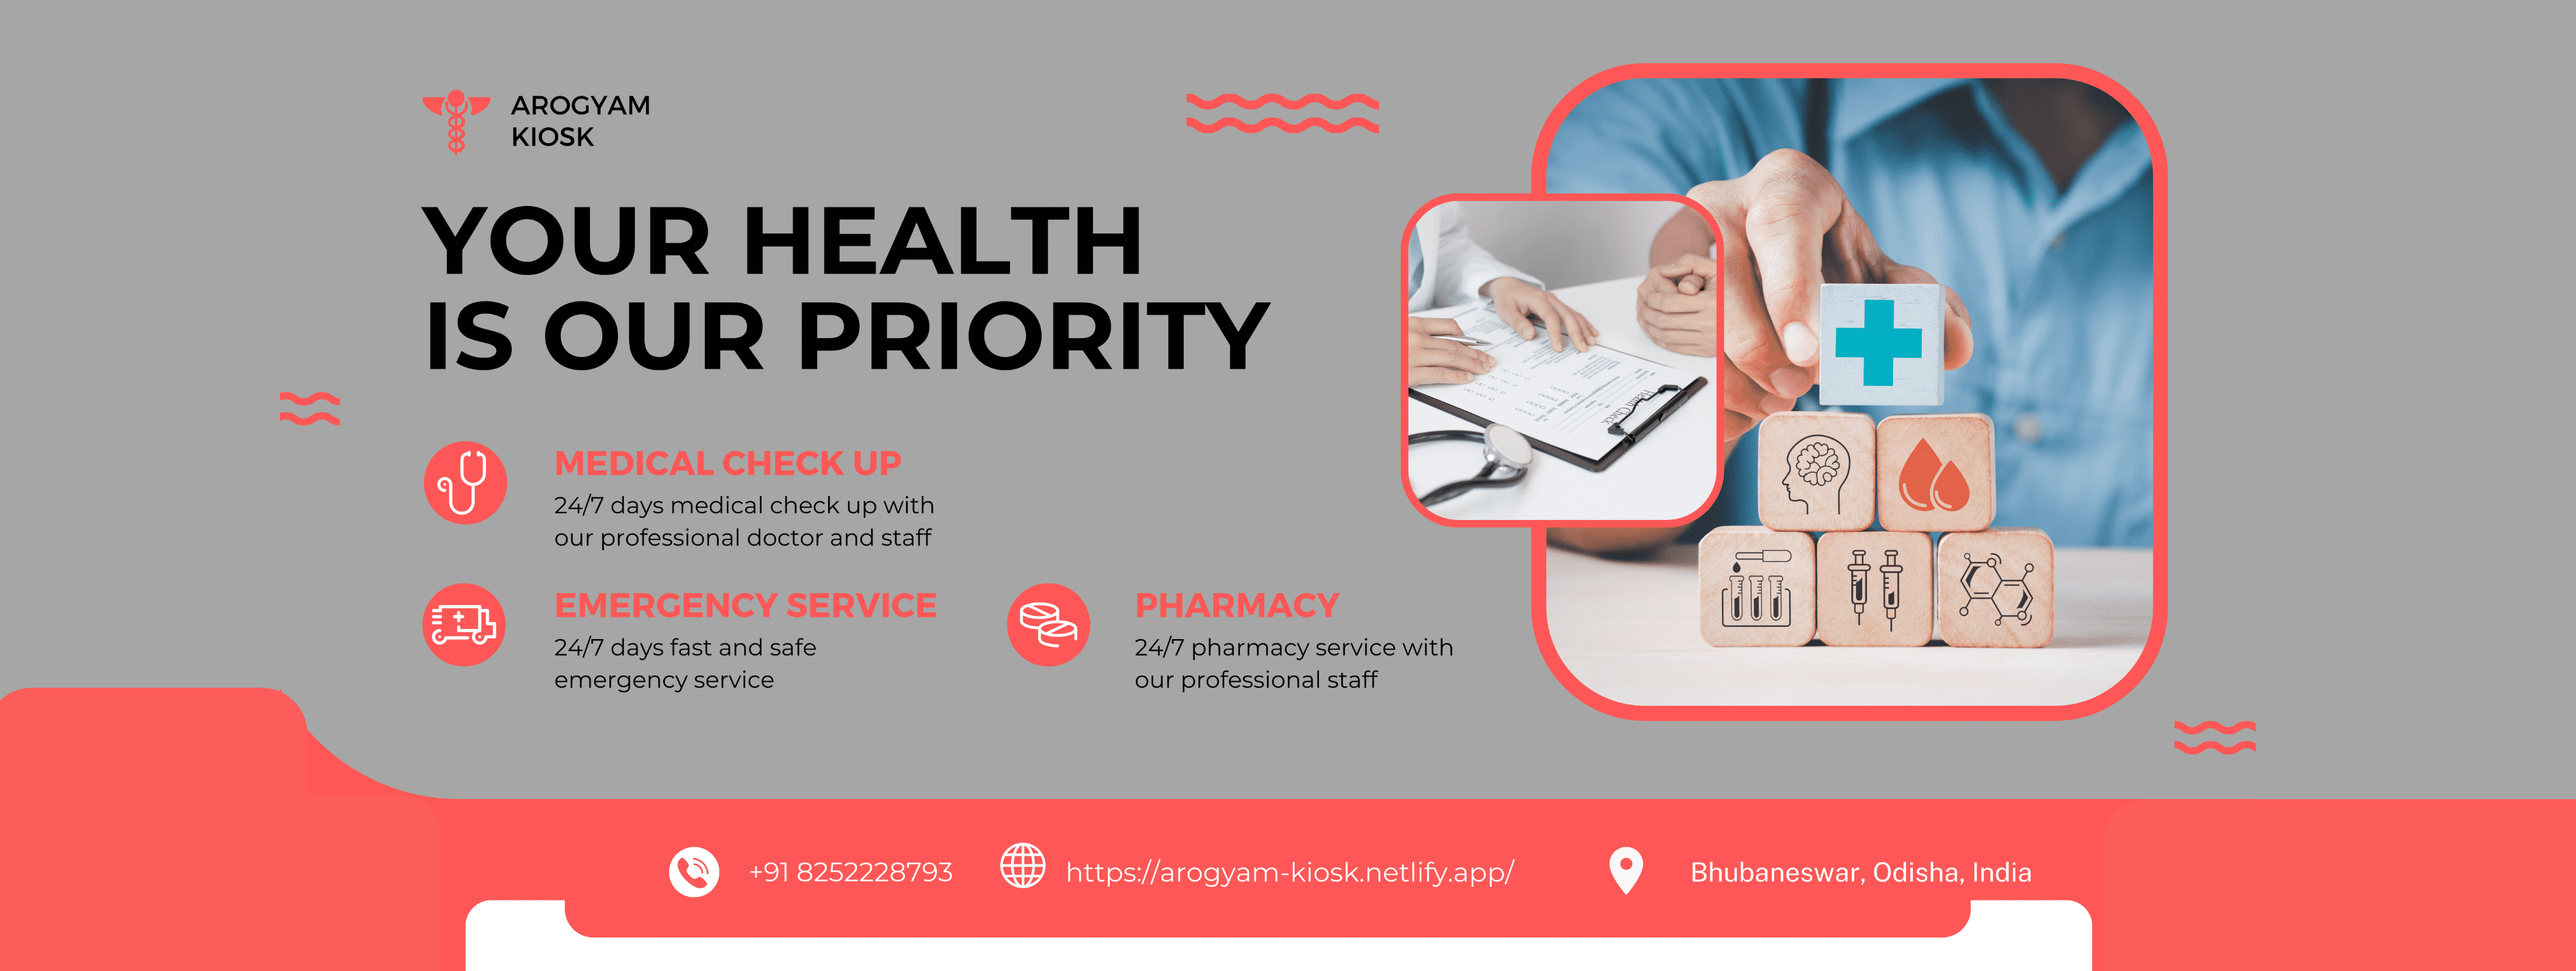 AROGYAM
KIOSK
YOUR HEALTH
IS OUR PRIORITY
MEDICAL CHECK UP
24/7 days medical check up with
our professional doctor and staff
EMERGENCY SERVICE
24/7 days fast and safe
emergency service
PHARMACY
24/7 pharmacy service with
our professional staff
Health Check
+91 8252228793
https://arogyam-kiosk.netlify.app/
Bhubaneswar, Odisha, India